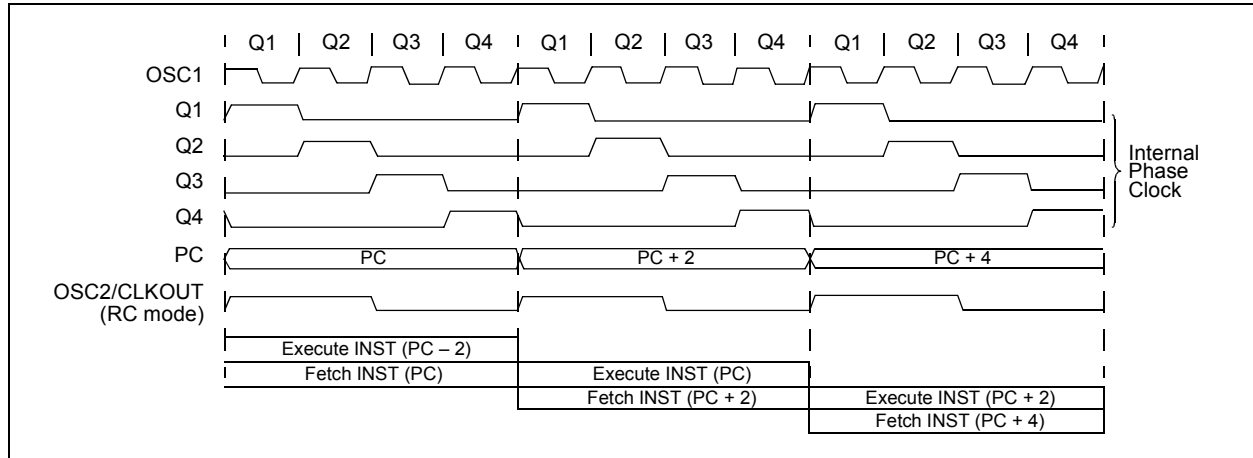 Q1 Q2 Q3 Q4 Q1 Q2 Q3 Q4 Q1 Q2 Q3 Q4
OSC1
Q1
Q2
Q3
Q4
Internal
Phase
Clock
PC PC PC + 2 PC + 4
OSC2/CLKOUT
(RC mode)
Execute INST (PC – 2)
Fetch INST (PC) Execute INST (PC)
Fetch INST (PC + 2) Execute INST (PC + 2)
Fetch INST (PC + 4)